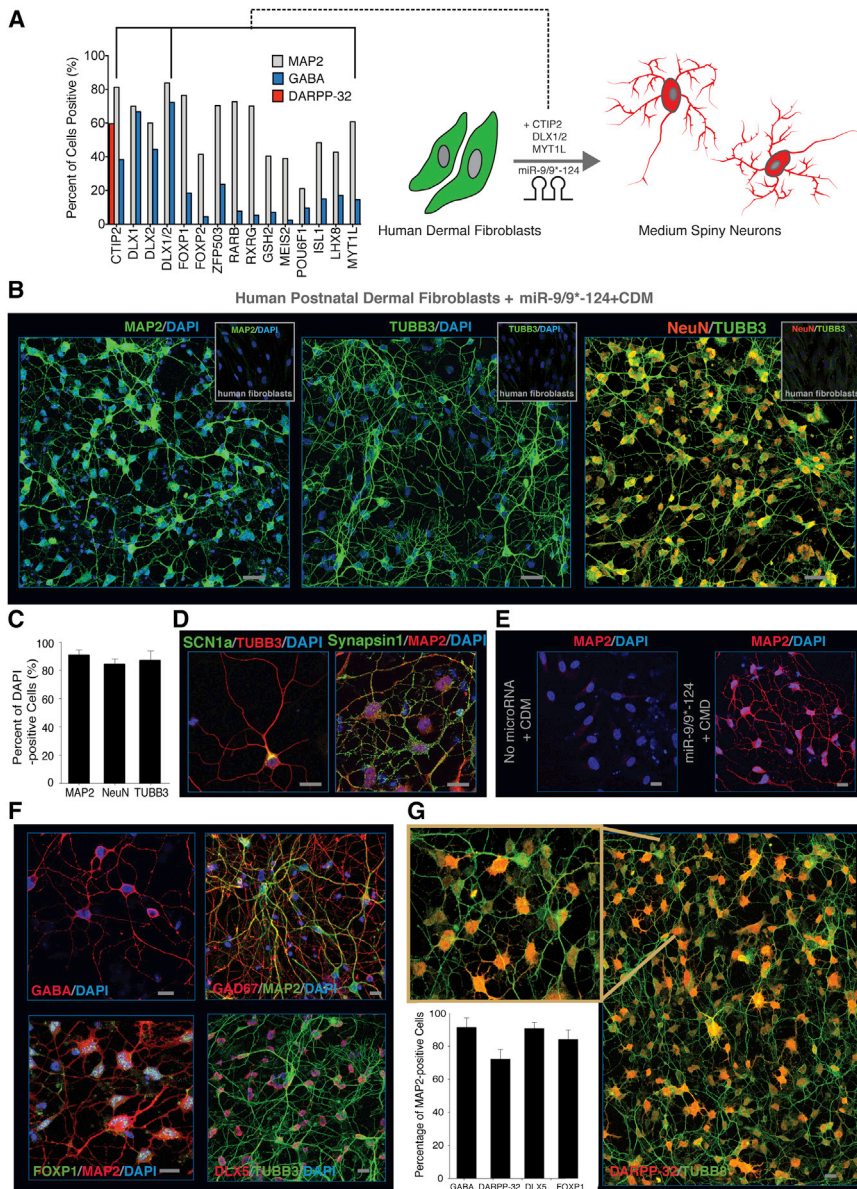 A
Percent of Cells Positive (%)
100
80
60
40
20
0
MAP2
GABA
DARPP-32
CTIP2
DLX1
DLX2
DLX1/2
FOXP1
FOXP2
ZFP503
RARB
RXRG
GSH2
MEIS2
POU6F1
ISL1
LHX8
MYT1L
+ CTIP2
DLX1/2
MYT1L
miR-9/9*-124
Human Dermal Fibroblasts
Medium Spiny Neurons
B
Human Postnatal Dermal Fibroblasts + miR-9/9*-124+CDM
MAP2/DAPI
MAP2/DAPI
human fibroblasts
TUBB3/DAPI
TUBB3/DAPI
human fibroblasts
NeuN/TUBB3
NeuN/TUBB3
human fibroblasts
C
Percent of DAPI
-positive Cells (%)
100
80
60
40
20
0
MAP2
NeuN
TUBB3
D
SCN1a/TUBB3/DAPI
Synapsin1/MAP2/DAPI
E
MAP2/DAPI
No microRNA
+ CDM
MAP2/DAPI
miR-9/9*-124
+ CMD
F
GABA/DAPI
GAD67/MAP2/DAPI
FOXP1/MAP2/DAPI
DLX5/TUBB3/DAPI
G
Percentage of MAP2-positive Cells
100
80
60
40
20
0
GABA
DARPP-32
DLX5
FOXP1
DARPP-32/TUBB3